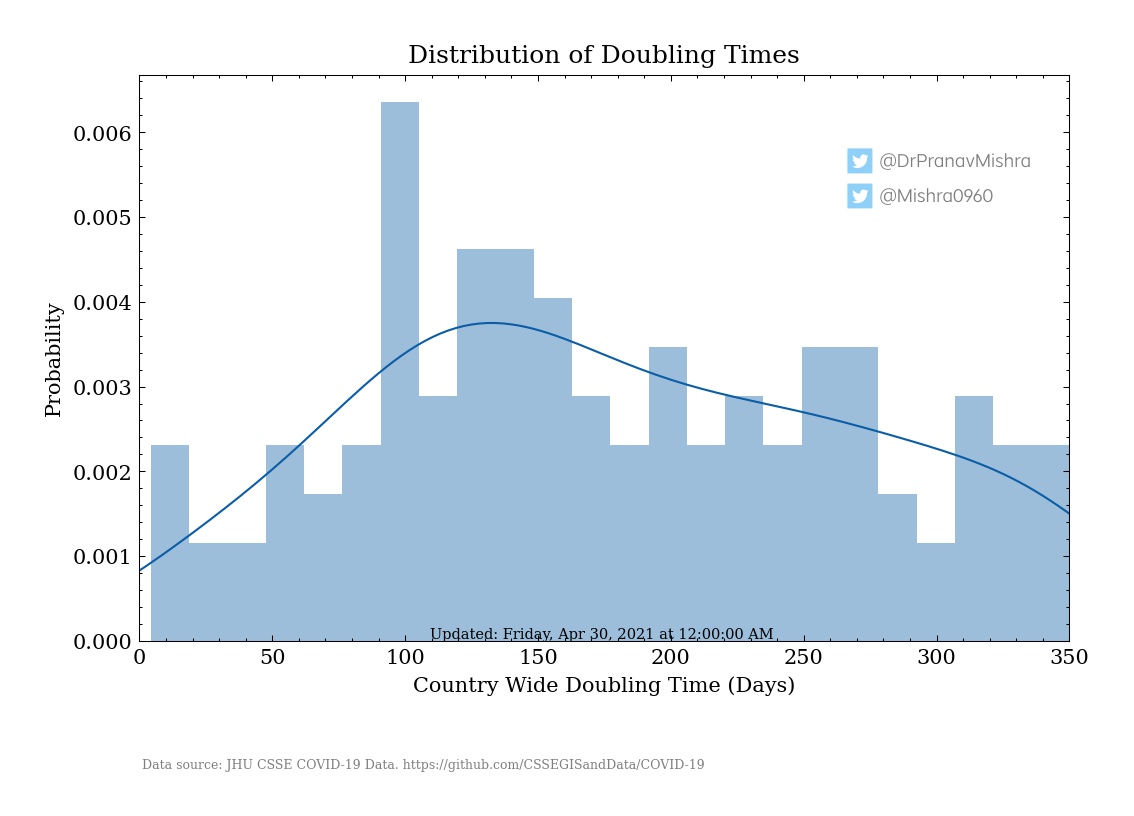 Distribution of Doubling Times
0.006
0.005
0.004
0.003
0.002
0.001
0.000
Probability
@DrPranavMishra
@Mishra0960
Updated: Friday, Apr 30, 2021 at 12:00:00 AM
0 50 100 150 200 250 300 350
Country Wide Doubling Time (Days)
Data source: JHU CSSE COVID-19 Data. https://github.com/CSSEGISandData/COVID-19